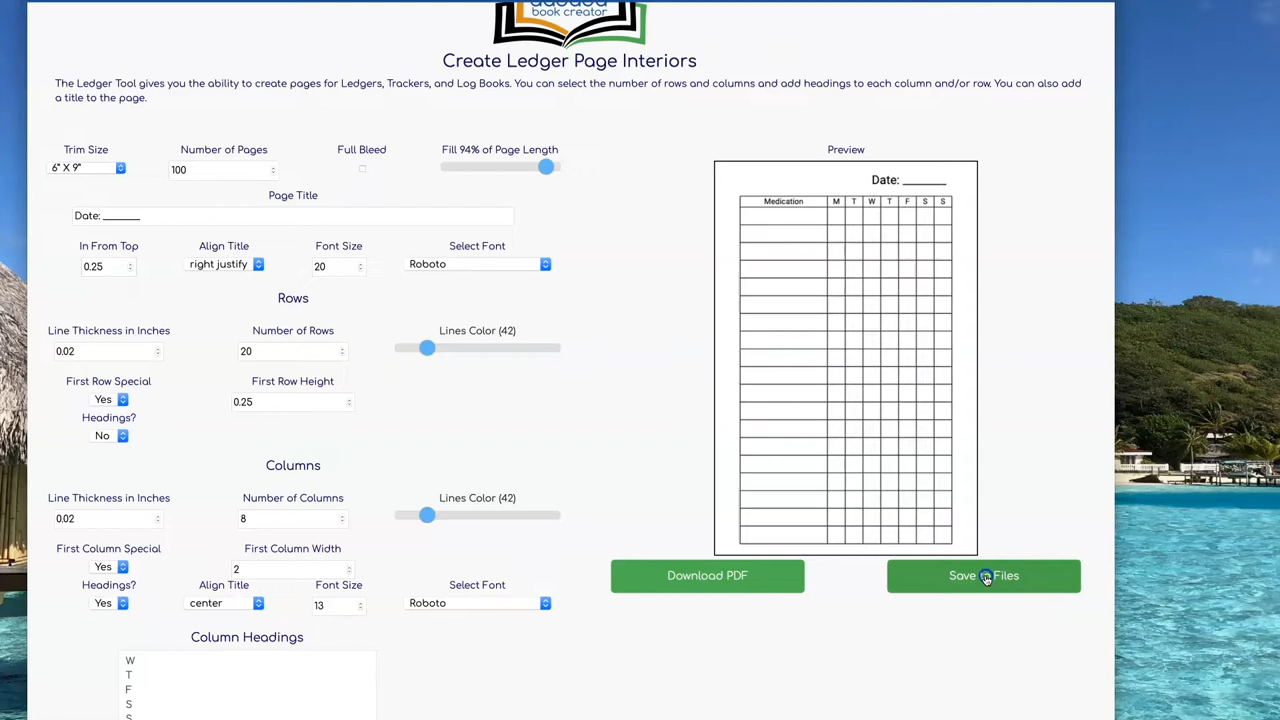 book creator
Create Ledger Page Interiors
The Ledger Tool gives you the ability to create pages for Ledgers, Trackers, and Log Books. You can select the number of rows and columns and add headings to each column and/or row. You can also add
a title to the page.
Trim Size
Number of Pages
Full Bleed
Fill 94% of Page Length
Preview
6" X 9"
100
Page Title
Date: _______
In From Top
Align Title
Font Size
Select Font
0.25
right justify
20
Roboto
Rows
Line Thickness in Inches
Number of Rows
Lines Color (42)
0.02
20
First Row Special
First Row Height
Yes
0.25
Headings?
No
Columns
Line Thickness in Inches
Number of Columns
Lines Color (42)
0.02
8
First Column Special
First Column Width
Yes
2
Headings?
Align Title
Font Size
Select Font
Yes
center
13
Roboto
Column Headings
W
T
F
S
S
Date: ______
Medication M T W T F S S
Download PDF
Save Files